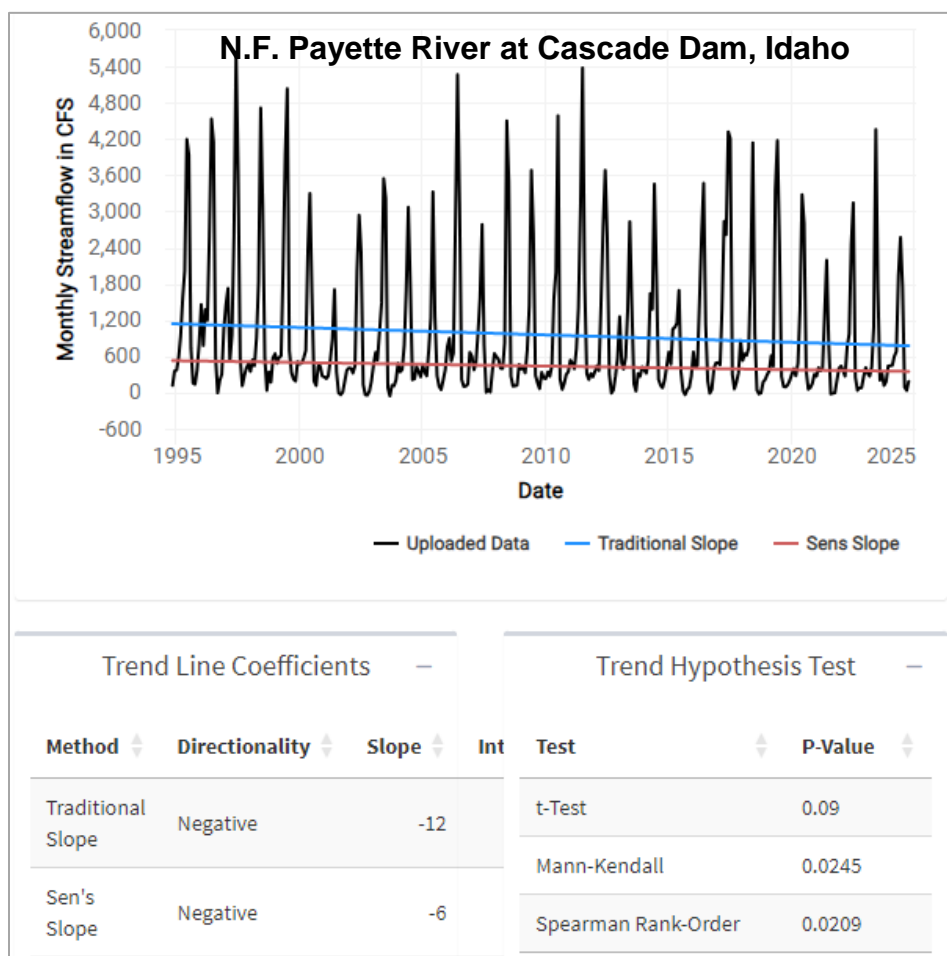 N.F. Payette River at Cascade Dam, Idaho
6,000
5,400
4,800
4,200
3,600
3,000
2,400
1,800
1,200
600
0
-600
Monthly Streamflow in CFS
1995 2000 2005 2010 2015 2020 2025
Date
Uploaded Data Traditional Slope Sens Slope
Trend Line Coefficients −
Method Directionality Slope Int
Traditional
Slope
Negative -12
Sen's
Slope
Negative -6
Trend Hypothesis Test −
Test P-Value
t-Test 0.09
Mann-Kendall 0.0245
Spearman Rank-Order 0.0209